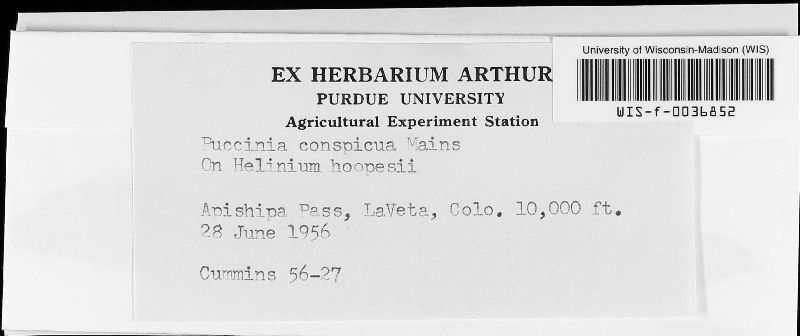 EX HERBARIUM ARTHUR
PURDUE UNIVERSITY
Agricultural Experiment Station
University of Wisconsin-Madison (WIS)
WIS-f-0036852
Puccinia conspicua Mains
On Helinium hoopesii
Apishipa Pass, LaVeta, Colo. 10,000 ft.
28 June 1956
Cummins 56-27